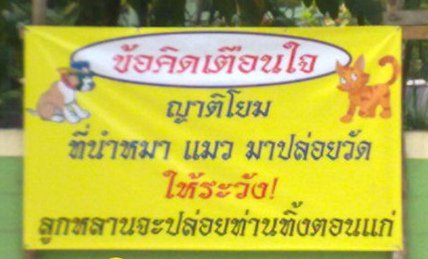 ข้อคิดเตือนใจ
ญาติโยม
ที่นำหมา แมว มาปล่อยวัด
ให้ระวัง!
ลูกหลานจะปล่อยท่านทิ้งตอนแก่